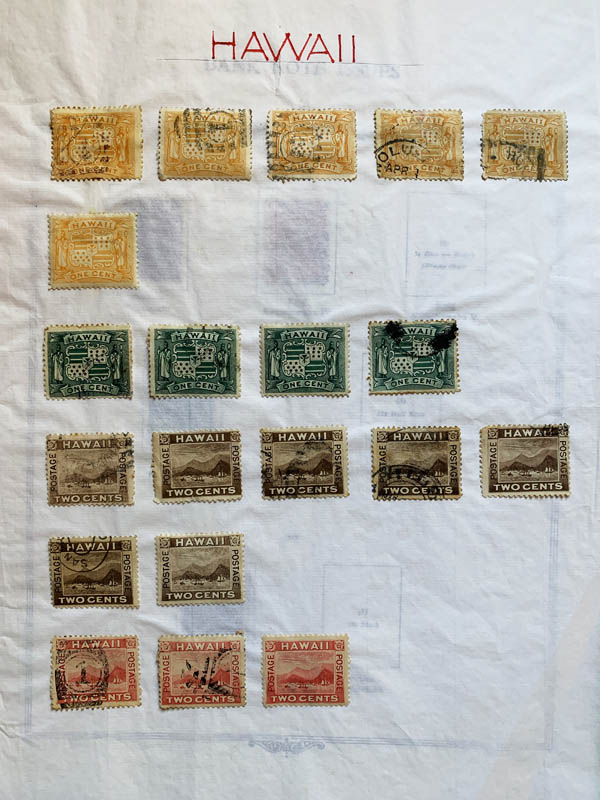 HAWAII
BANK NOTE ISSUES
HAWAII HAWAII HAWAII HAWAII HAWAII
APR 1
ONE CENT ONE CENT ONE CENT ONE CENT ONE CENT
HAWAII
ONE CENT
HAWAII HAWAII HAWAII HAWAII
ONE CENT ONE CENT ONE CENT ONE CENT
HAWAII HAWAII HAWAII HAWAII HAWAII
POSTAGE POSTAGE POSTAGE POSTAGE POSTAGE POSTAGE POSTAGE POSTAGE POSTAGE POSTAGE
TWO CENTS TWO CENTS TWO CENTS TWO CENTS TWO CENTS
HAWAII HAWAII
POSTAGE POSTAGE POSTAGE POSTAGE
SAN
TWO CENTS TWO CENTS
HAWAII HAWAII HAWAII
POSTAGE POSTAGE POSTAGE POSTAGE POSTAGE POSTAGE
TWO CENTS TWO CENTS TWO CENTS